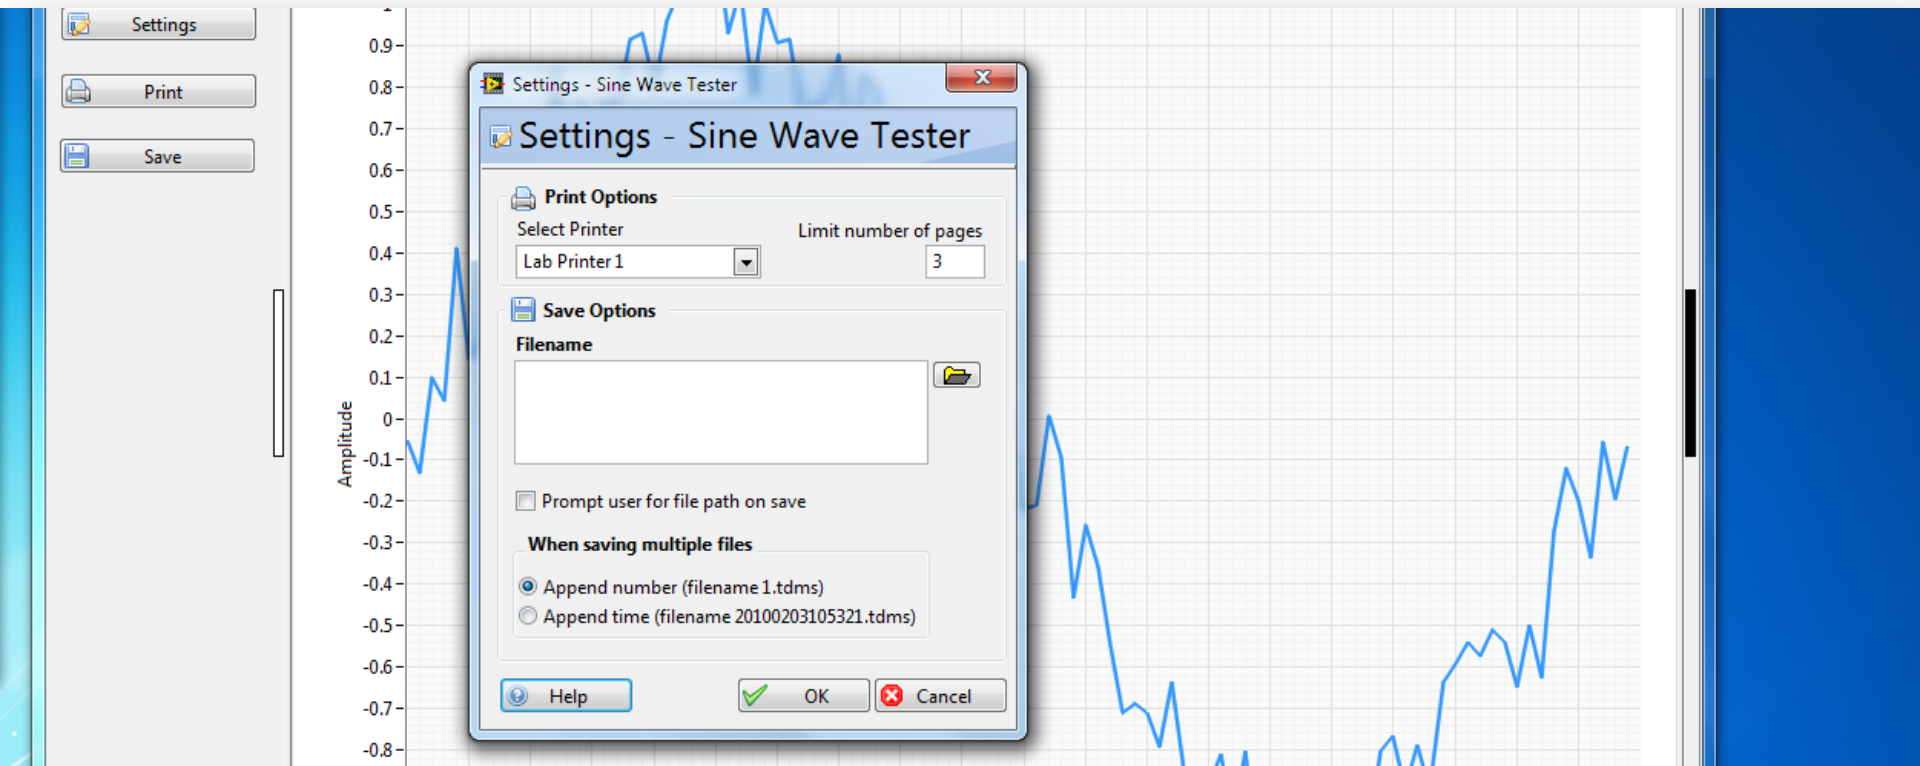 Settings
Print
Save
1
0.9
0.8
0.7
0.6
0.5
0.4
0.3
0.2
0.1
0
-0.1
-0.2
-0.3
-0.4
-0.5
-0.6
-0.7
-0.8
Amplitude
Settings - Sine Wave Tester
Settings - Sine Wave Tester
Print Options
Select Printer
Limit number of pages
Lab Printer 1
3
Save Options
Filename
Prompt user for file path on save
When saving multiple files
Append number (filename 1.tdms)
Append time (filename 20100203105321.tdms)
Help
OK
Cancel